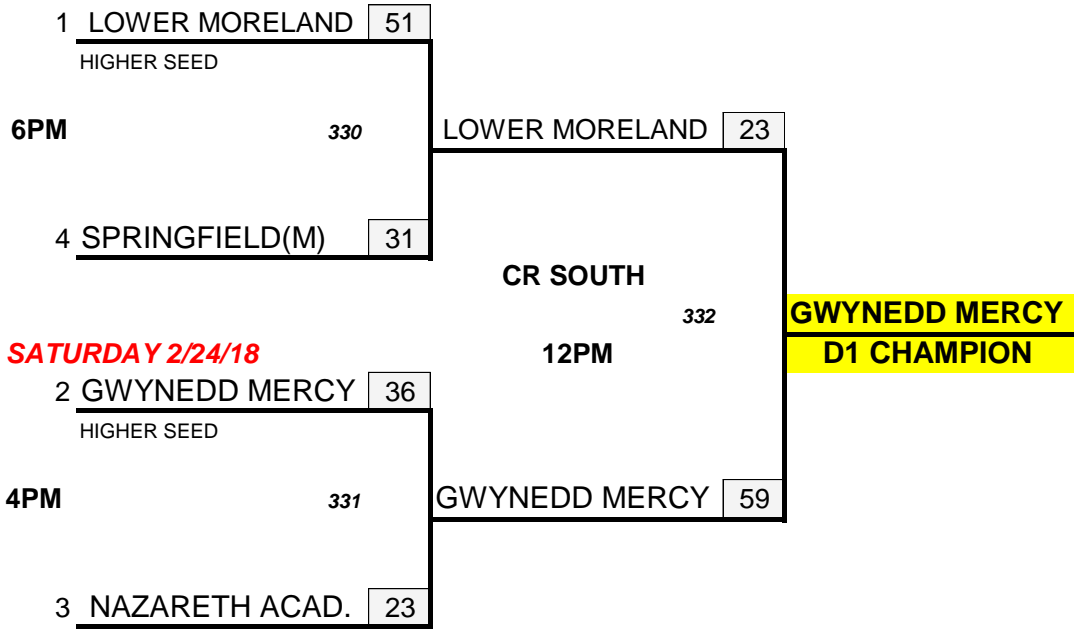 1 LOWER MORELAND 51
HIGHER SEED
6PM 330
LOWER MORELAND 23
4 SPRINGFIELD(M) 31
CR SOUTH
332
GWYNEDD MERCY
SATURDAY 2/24/18
12PM
D1 CHAMPION
2 GWYNEDD MERCY 36
HIGHER SEED
4PM 331
GWYNEDD MERCY 59
3 NAZARETH ACAD. 23